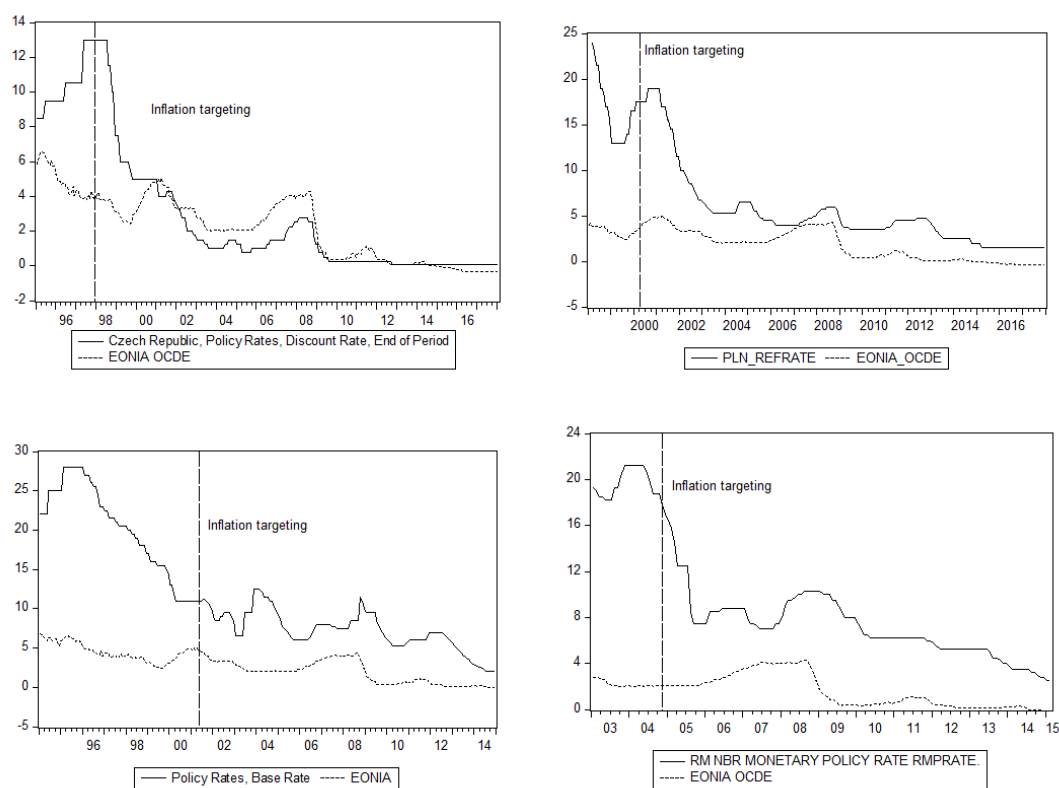 14
12
10
8
6
4
2
0
-2
Inflation targeting
96 98 00 02 04 06 08 10 12 14 16
Czech Republic, Policy Rates, Discount Rate, End of Period
EONIA OCDE
25
20
15
10
5
0
-5
Inflation targeting
2000 2002 2004 2006 2008 2010 2012 2014 2016
PLN_REFRATE EONIA_OCDE
30
25
20
15
10
5
0
-5
Inflation targeting
96 98 00 02 04 06 08 10 12 14
Policy Rates, Base Rate EONIA
24
20
16
12
8
4
0
Inflation targeting
03 04 05 06 07 08 09 10 11 12 13 14 15
RM NBR MONETARY POLICY RATE RMPRATE.
EONIA OCDE